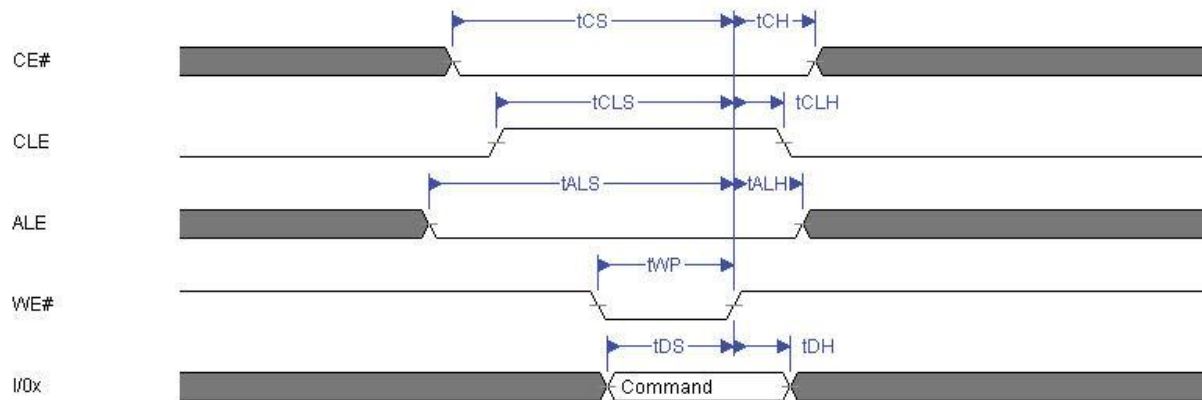 tCS tCH
CE#
tCLS tCLH
CLE
tALS tALH
ALE
tWP
WE#
tDS tDH
I/0x Command